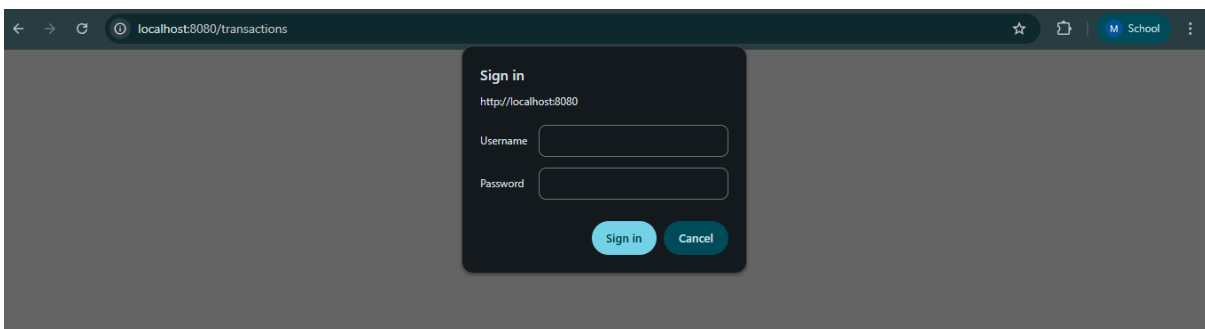 localhost:8080/transactions
M School
Sign in
http://localhost:8080
Username
Password
Sign in Cancel